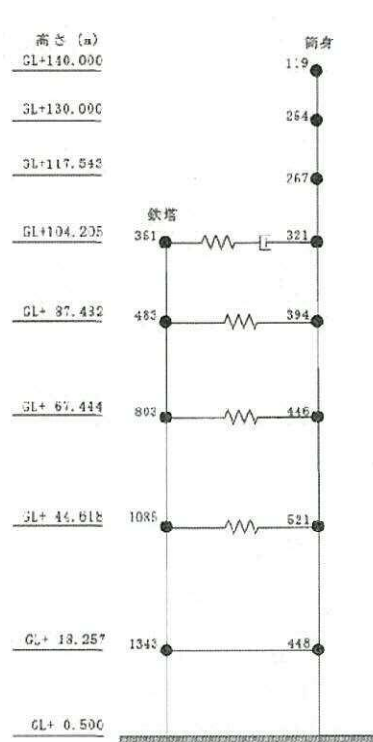 高さ (m)
筒身
GL+140.000
119
GL+130.000
264
GL+117.543
267
鉄塔
GL+104.205
361
321
GL+ 87.432
483
394
GL+ 67.444
803
446
GL+ 44.618
1085
521
GL+ 18.257
1343
448
GL+ 0.500